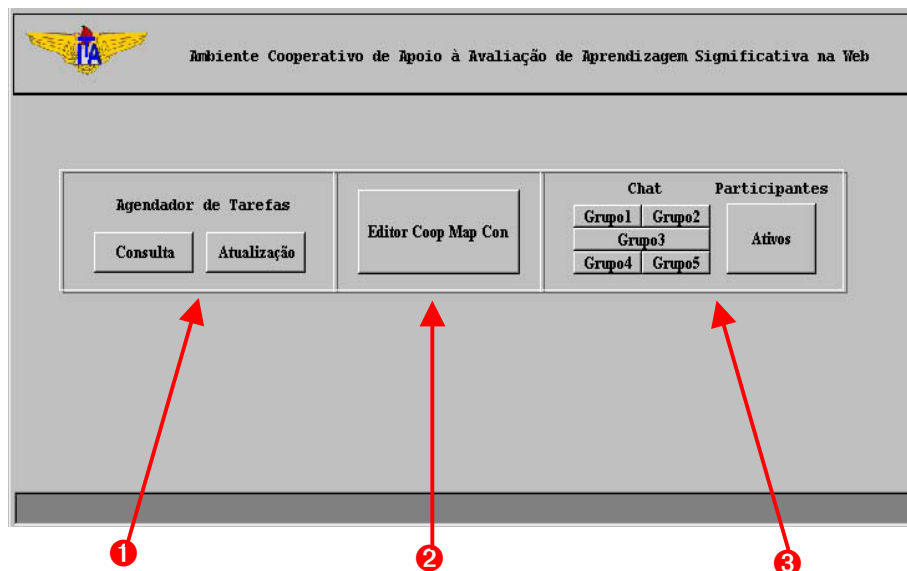 ITA
Ambiente Cooperativo de Apoio à Avaliação de Aprendizagem Significativa na Web
Agendador de Tarefas
Consulta Atualização
Editor Coop Map Con
Chat Participantes
Grupo1 Grupo2
Grupo3
Grupo4 Grupo5
Ativos
1 2 3